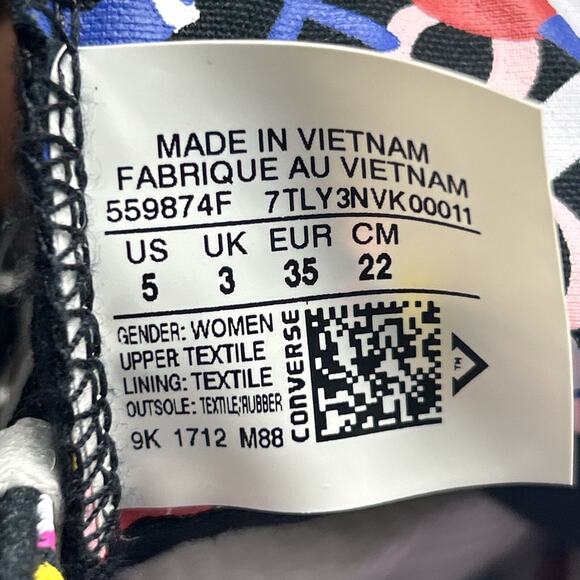 MADE IN VIETNAM
FABRIQUE AU VIETNAM
559874F 7TLY3NVK00011
US UK EUR CM
5 3 35 22
GENDER: WOMEN
UPPER: TEXTILE
LINING: TEXTILE
OUTSOLE: TEXTILE;RUBBER
9K 1712 M88
CONVERSE
TM